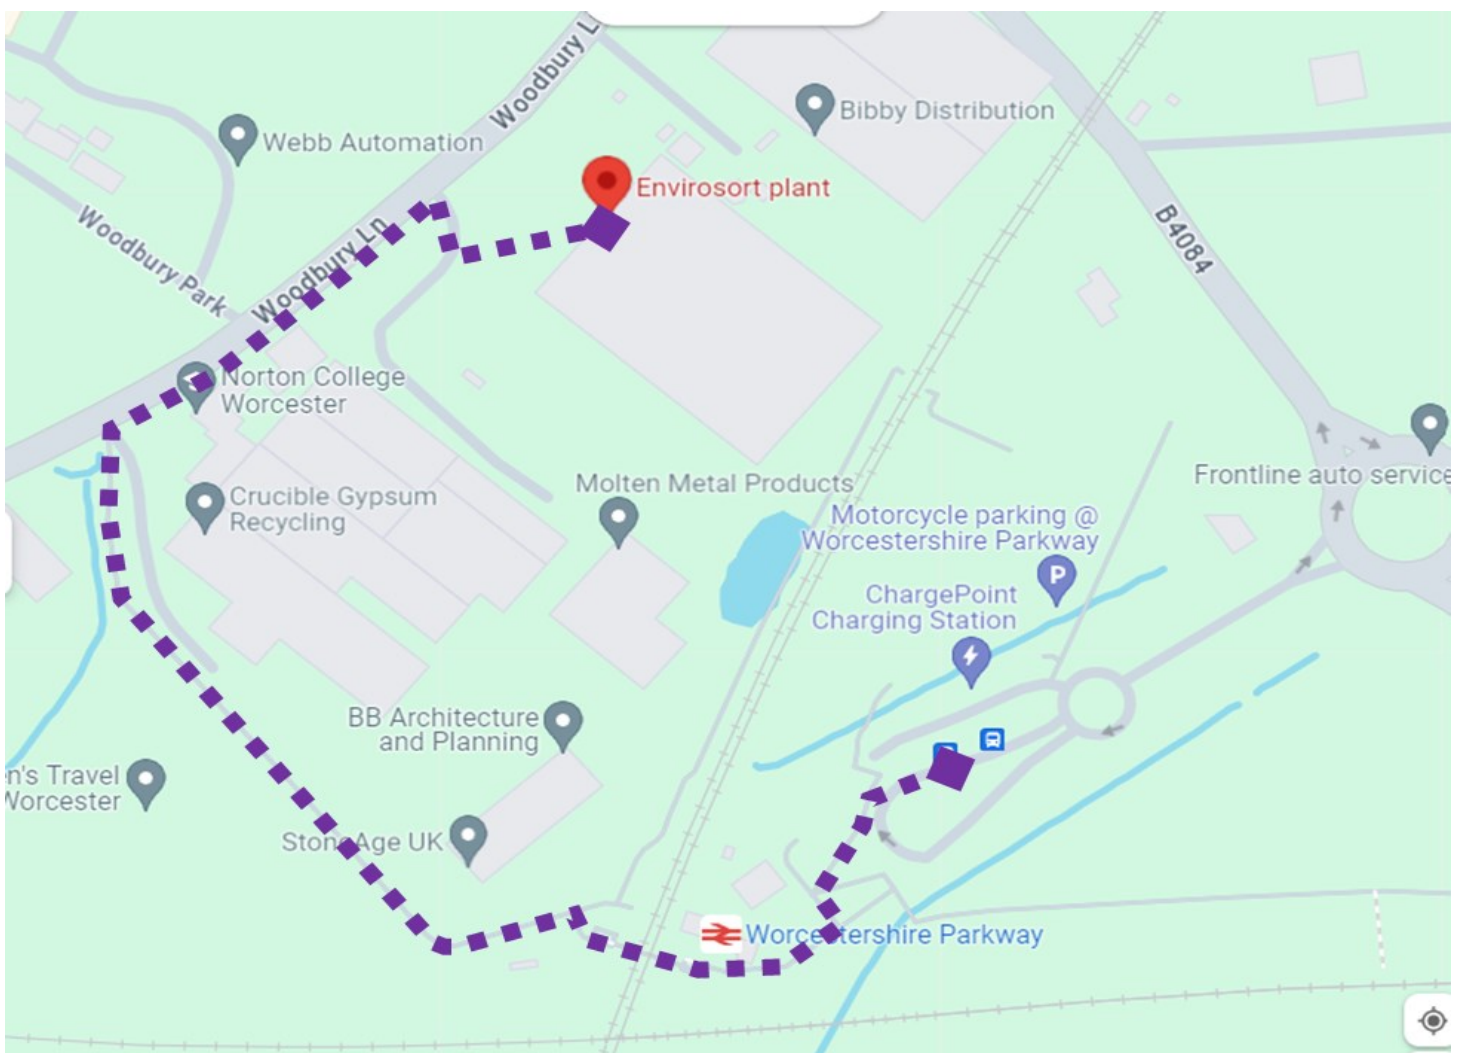 Woodbury L
Bibby Distribution
Webb Automation
Envirosort plant
Woodbury Park
Woodbury Ln
B4084
Norton College
Worcester
Frontline auto service
Molten Metal Products
Crucible Gypsum
Recycling
Motorcycle parking @
Worcestershire Parkway
P
ChargePoint
Charging Station
BB Architecture
and Planning
n's Travel
Worcester
StoneAge UK
Worcestershire Parkway